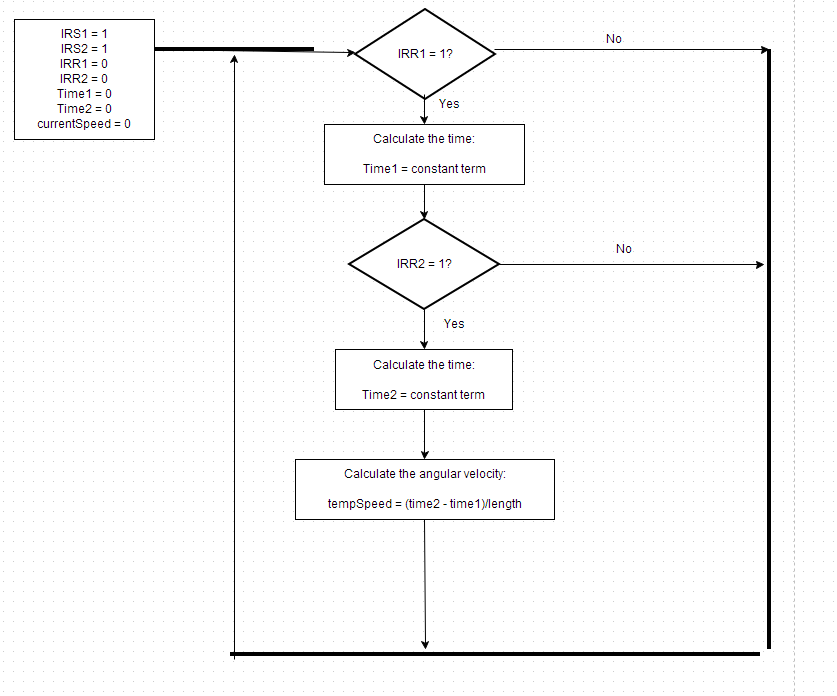 IRS1 = 1
IRS2 = 1
IRR1 = 0
IRR2 = 0
Time1 = 0
Time2 = 0
currentSpeed = 0
IRR1 = 1?
No
Yes
Calculate the time:
Time1 = constant term
IRR2 = 1?
No
Yes
Calculate the time:
Time2 = constant term
Calculate the angular velocity:
tempSpeed = (time2 - time1)/length